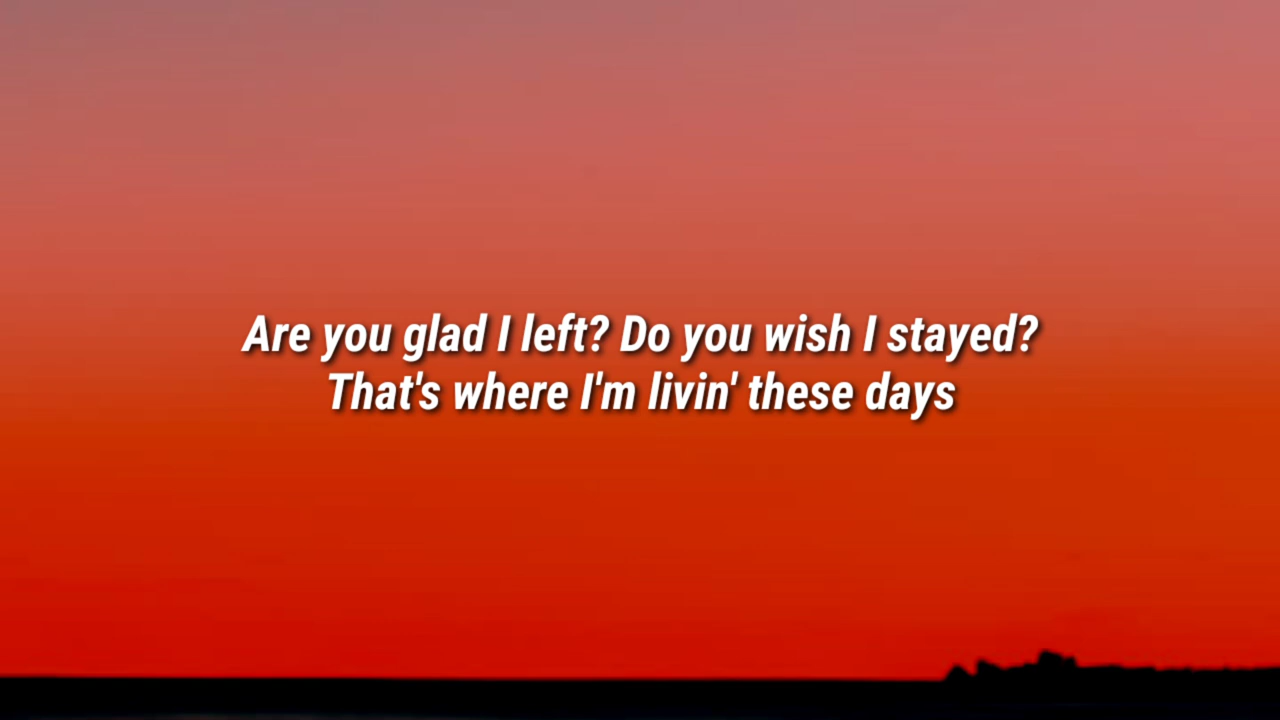 Are you glad I left? Do you wish I stayed?
That's where I'm livin' these days